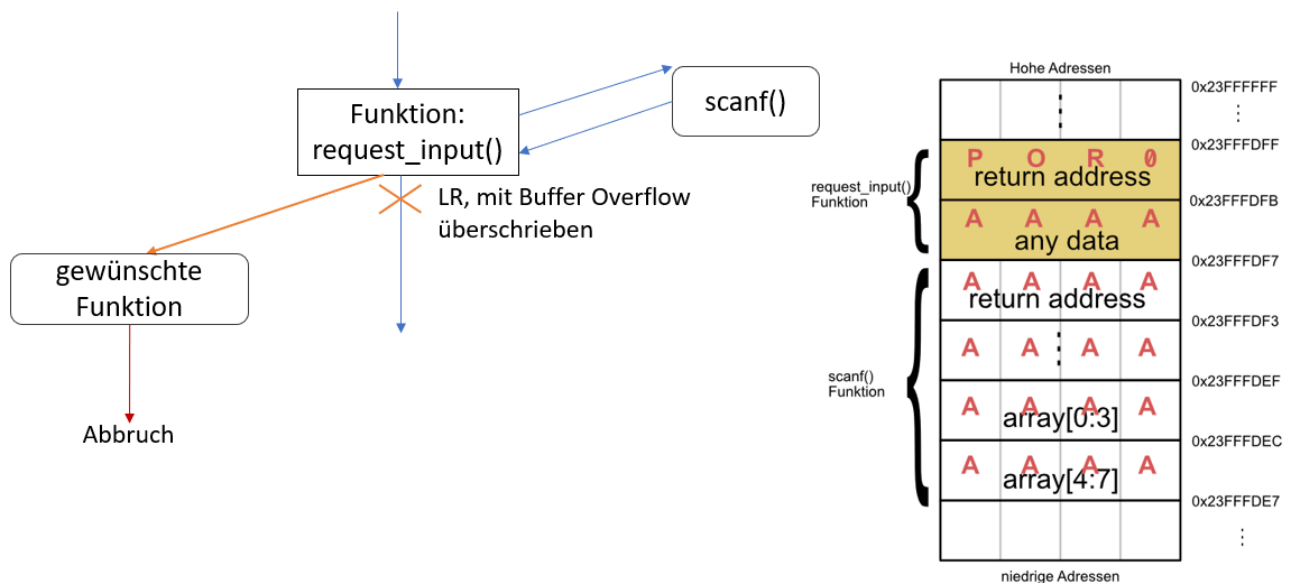 Funktion:
request_input()
scanf()
LR, mit Buffer Overflow
überschrieben
gewünschte
Funktion
Abbruch
Hohe Adressen
0x23FFFFFF
⋮
0x23FFFDFF
request_input()
Funktion
P O R 0
return address
0x23FFFDFB
A A A A
any data
0x23FFFDF7
A A A A
return address
0x23FFFDF3
scanf()
Funktion
A A A A
0x23FFFDEF
A A A A
array[0:3]
0x23FFFDEC
A A A A
array[4:7]
0x23FFFDE7
⋮
niedrige Adressen